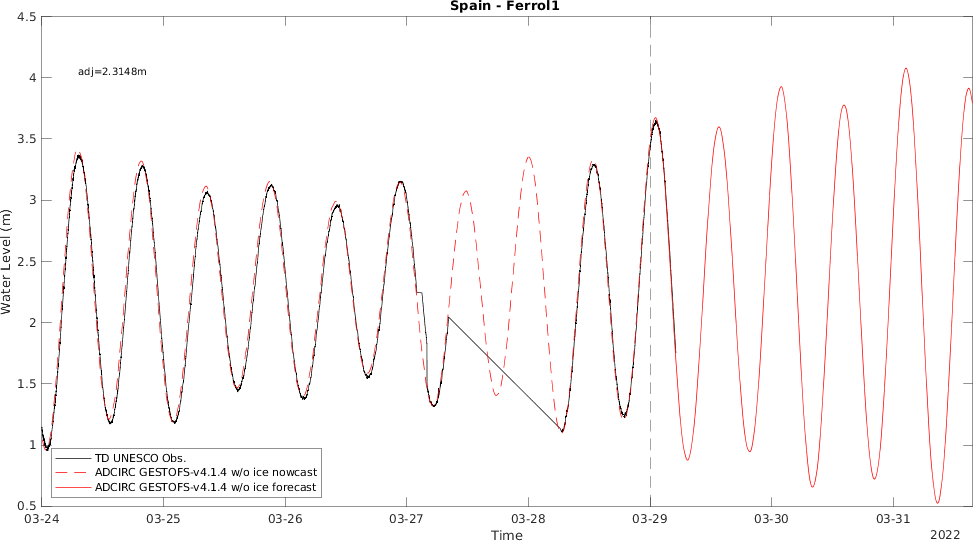 Spain - Ferrol1
4.5
4
3.5
3
2.5
2
1.5
1
0.5
Water Level (m)
adj=2.3148m
TD UNESCO Obs.
ADCIRC GESTOFS-v4.1.4 w/o ice nowcast
ADCIRC GESTOFS-v4.1.4 w/o ice forecast
03-24 03-25 03-26 03-27 03-28 03-29 03-30 03-31
Time
2022